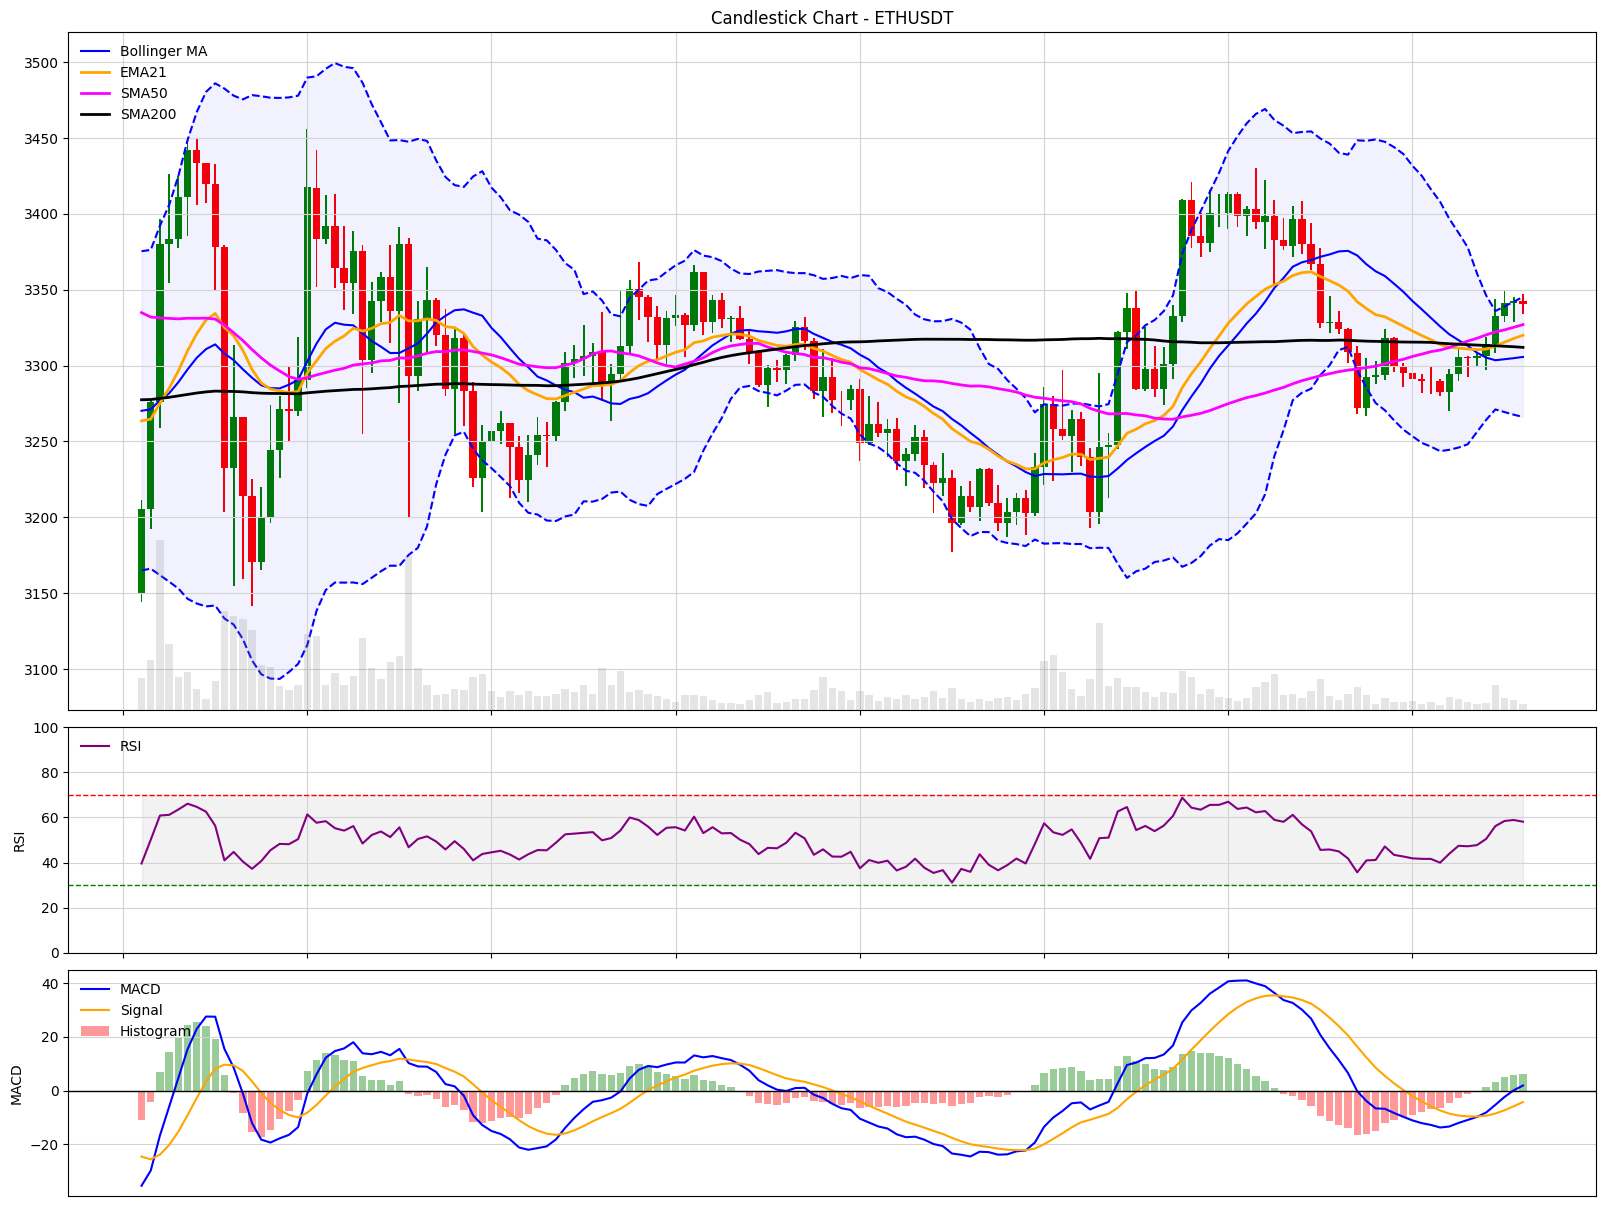 Candlestick Chart - ETHUSDT
Bollinger MA
EMA21
SMA50
SMA200
3500
3450
3400
3350
3300
3250
3200
3150
3100
RSI
100
80
60
40
20
0
RSI
MACD
Signal
Histogram
40
20
0
−20
MACD